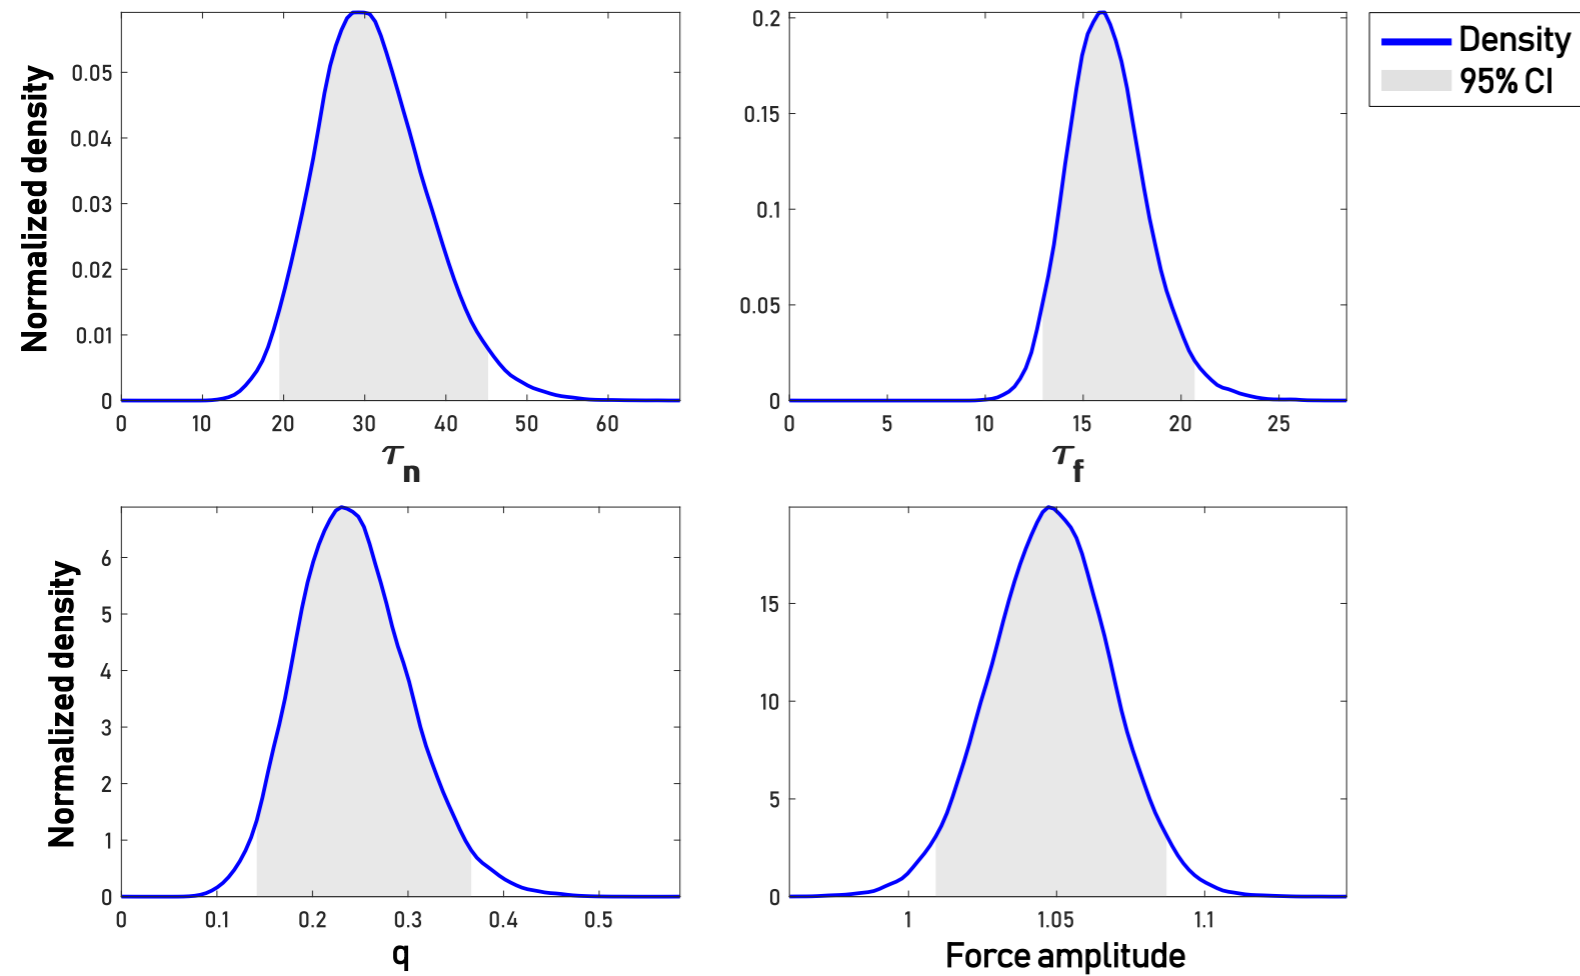 Normalized density
0.05
0.04
0.03
0.02
0.01
0
0 10 20 30 40 50 60
τn
0.2
0.15
0.1
0.05
0
0 5 10 15 20 25
τf
Density
95% CI
Normalized density
6
5
4
3
2
1
0
0 0.1 0.2 0.3 0.4 0.5
q
15
10
5
0
1 1.05 1.1
Force amplitude